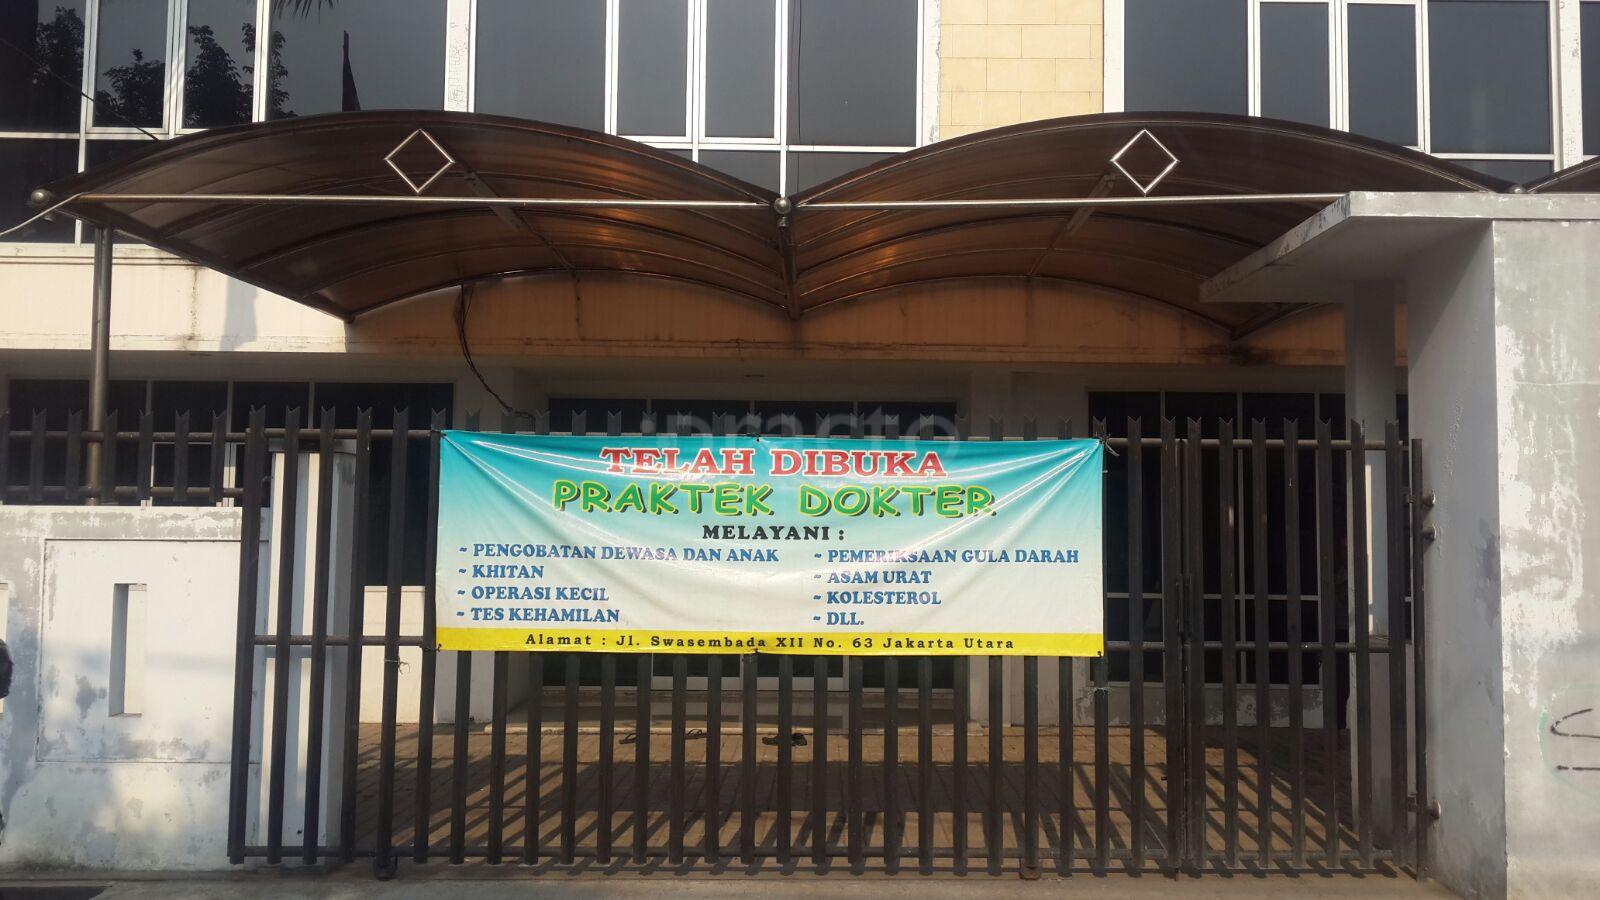 practo
TELAH DIBUKA
PRAKTEK DOKTER
MELAYANI :
~ PENGOBATAN DEWASA DAN ANAK
~ KHITAN
~ OPERASI KECIL
~ TES KEHAMILAN
~ PEMERIKSAAN GULA DARAH
~ ASAM URAT
~ KOLESTEROL
~ DLL.
Alamat : Jl. Swasembada XII No. 63 Jakarta Utara